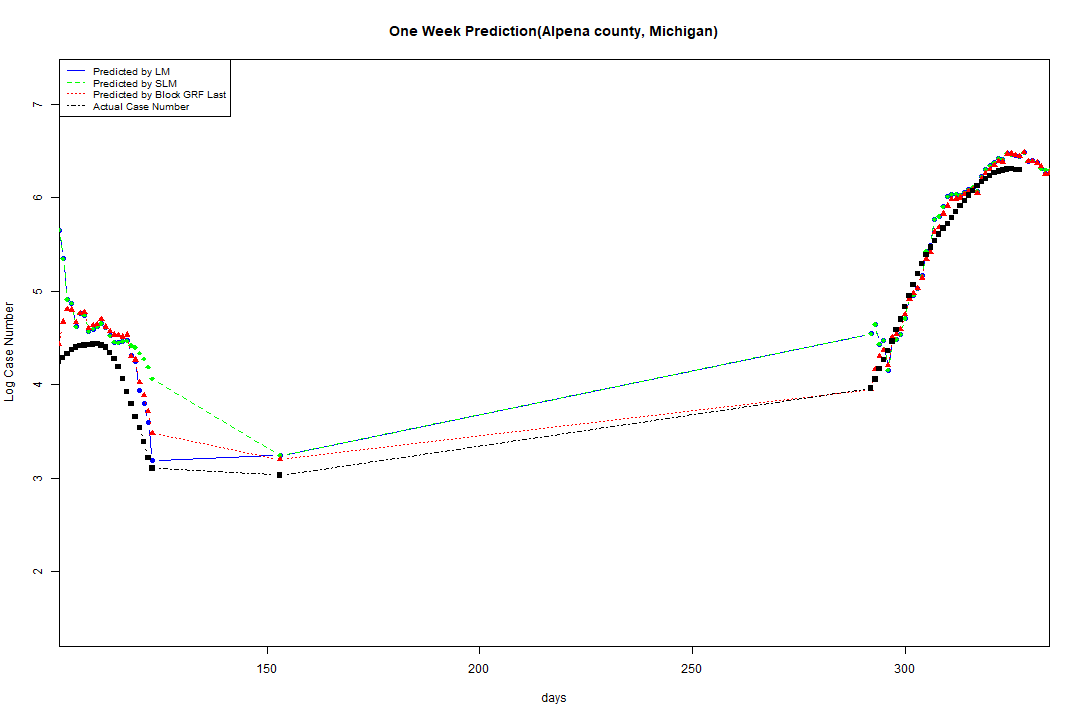 One Week Prediction(Alpena county, Michigan)
Predicted by LM
Predicted by SLM
Predicted by Block GRF Last
Actual Case Number
7
6
5
4
3
2
Log Case Number
150 200 250 300
days